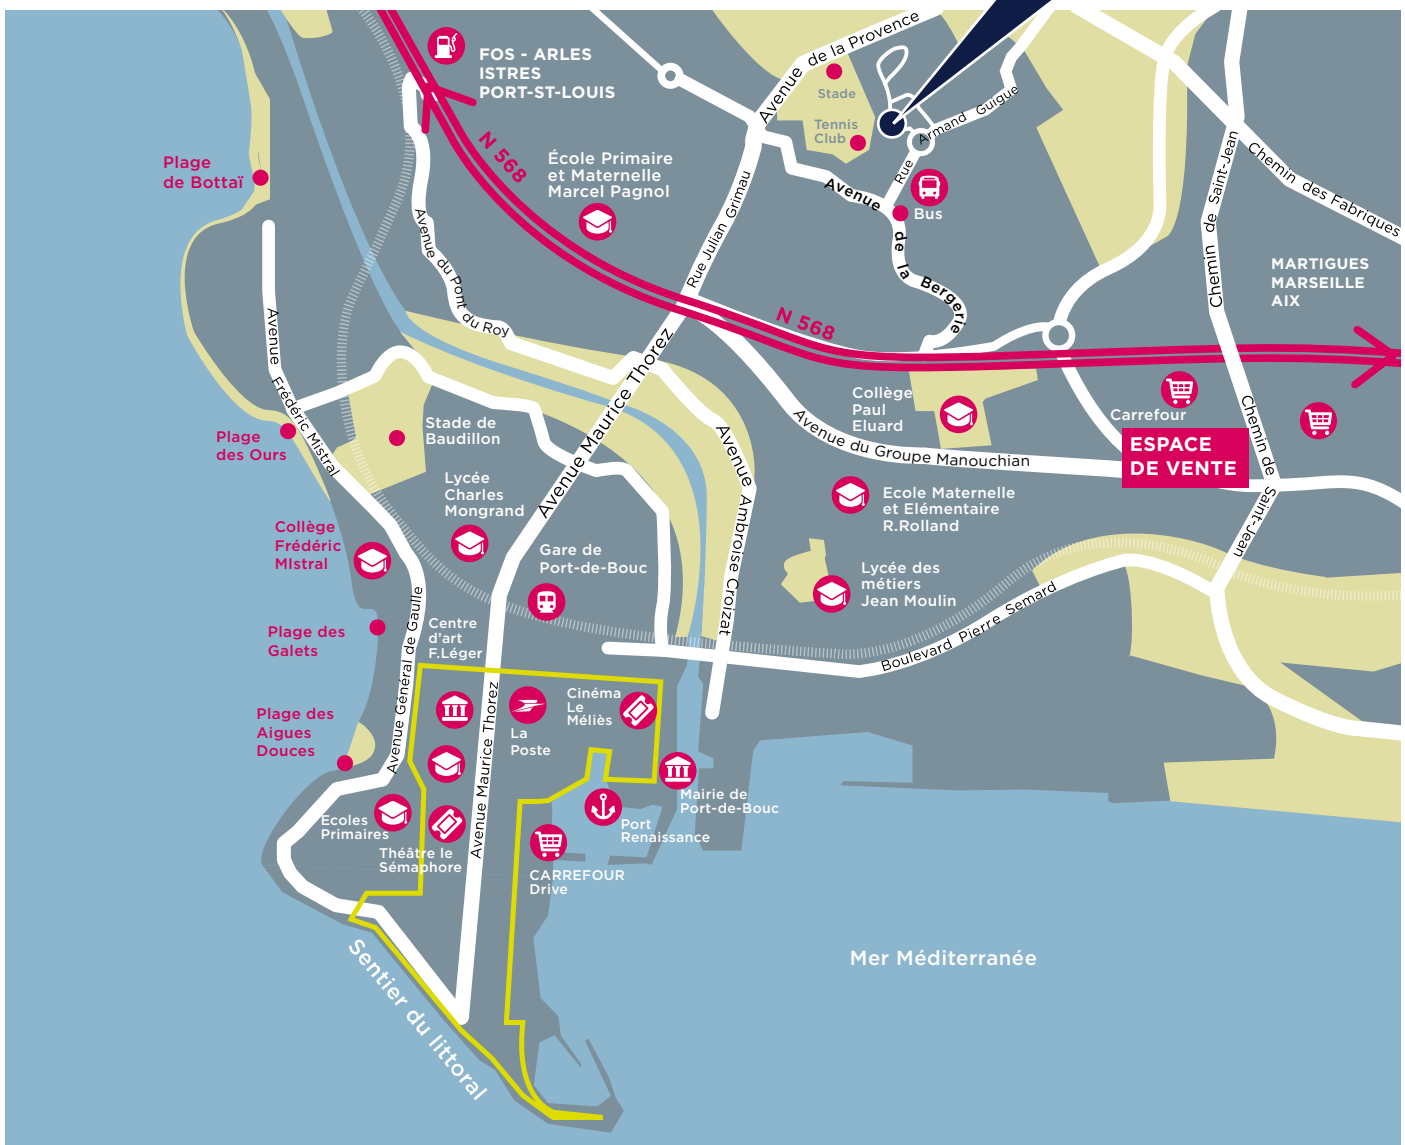 FOS - ARLES
ISTRES
PORT-ST-LOUIS
Avenue de la Provence
Stade
Tennis
Club
Rue Armand Guigue
Chemin des Fabriques
Chemin de Saint-Jean
N 568
École Primaire
et Maternelle
Marcel Pagnol
Plage
de Bottaï
Rue Julian Grimau
Avenue de la Bergerie
Bus
Avenue du Pont du Roy
MARTIGUES
MARSEILLE
AIX
N 568
Avenue Frédéric Mistral
Avenue Maurice Thorez
Collège
Paul
Eluard
Carrefour
Chemin de Saint-Jean
Avenue du Groupe Manouchian
ESPACE
DE VENTE
Plage
des Ours
Stade de
Baudillon
Avenue Ambroise Croizat
Lycée
Charles
Mongrand
Ecole Maternelle
et Elémentaire
R.Rolland
Collège
Frédéric
MIstral
Gare de
Port-de-Bouc
Lycée des
métiers
Jean Moulin
Boulevard Pierre Semard
Avenue Général de Gaulle
Centre
d'art
F.Léger
Plage des
Galets
Plage des
Aigues
Douces
Avenue Maurice Thorez
La
Poste
Cinéma
Le
Méliès
Mairie de
Port-de-Bouc
Port
Renaissance
Ecoles
Primaires
Théâtre le
Sémaphore
CARREFOUR
Drive
Sentier du littoral
Mer Méditerranée